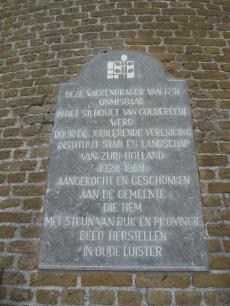 DEZE WIEKENDRAGER VAN 1791
ONMISBAAR
IN HET SILHOUET VAN GOEDEREEDE
WERD
DOOR DE JUBILERENDE VERENIGING
INSTITUUT STAD EN LANDSCHAP
VAN ZUID HOLLAND
1928 1968
AANGEKOCHT EN GESCHONKEN
AAN DE GEMEENTE
DIE HEM
MET STEUN VAN RIJK EN PROVINCIE
DEED HERSTELLEN
IN OUDE LUISTER